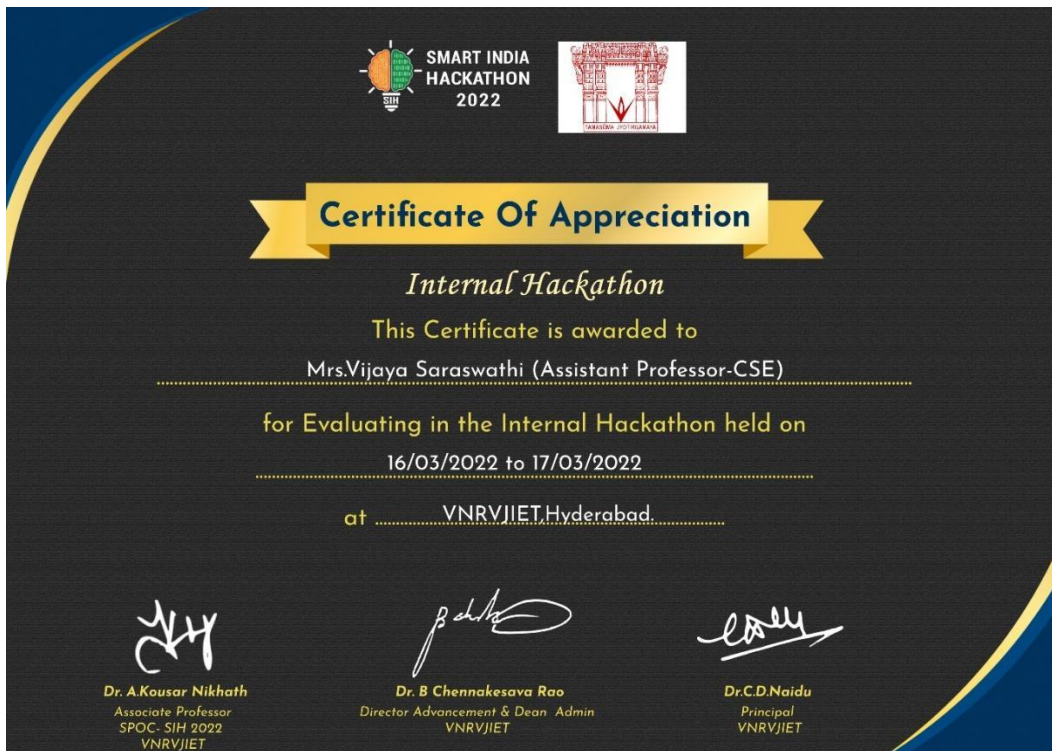 SMART INDIA
HACKATHON
2022
SIH
TAMASOMA JYOTHIRGAMAYA
Certificate Of Appreciation
Internal Hackathon
This Certificate is awarded to
Mrs.Vijaya Saraswathi (Assistant Professor-CSE)
for Evaluating in the Internal Hackathon held on
16/03/2022 to 17/03/2022
at VNRVJIET,Hyderabad.
Dr. A.Kousar Nikhath
Associate Professor
SPOC- SIH 2022
VNRVJIET
Dr. B Chennakesava Rao
Director Advancement & Dean Admin
VNRVJIET
Dr.C.D.Naidu
Principal
VNRVJIET